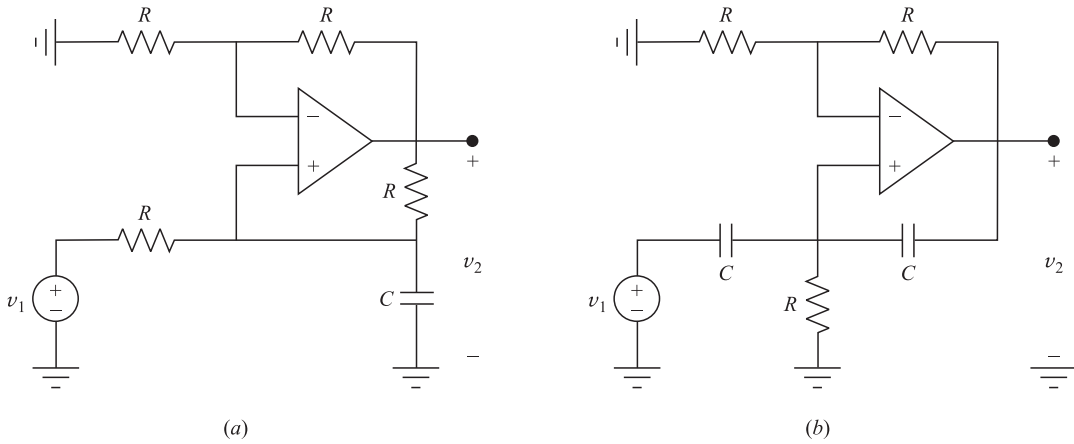 R R
− +
R
R
v1 + −
C
+ v2 −
(a)
R R
− +
C C
R
v1 + −
+ v2 −
(b)